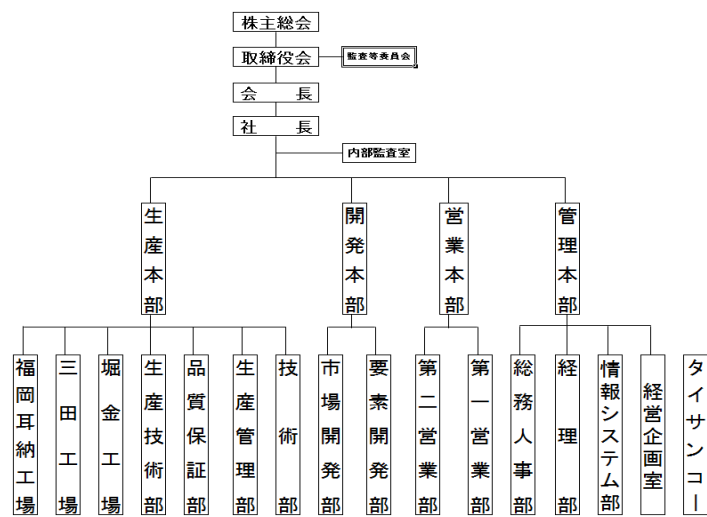 株主総会
取締役会
監査等委員会
会長
社長
内部監査室
生産本部
開発本部
営業本部
管理本部
福岡耳納工場
三田工場
堀金工場
生産技術部
品質保証部
生産管理部
技術部
市場開発部
要素開発部
第二営業部
第一営業部
総務人事部
経理部
情報システム部
経営企画室
タイサンコー